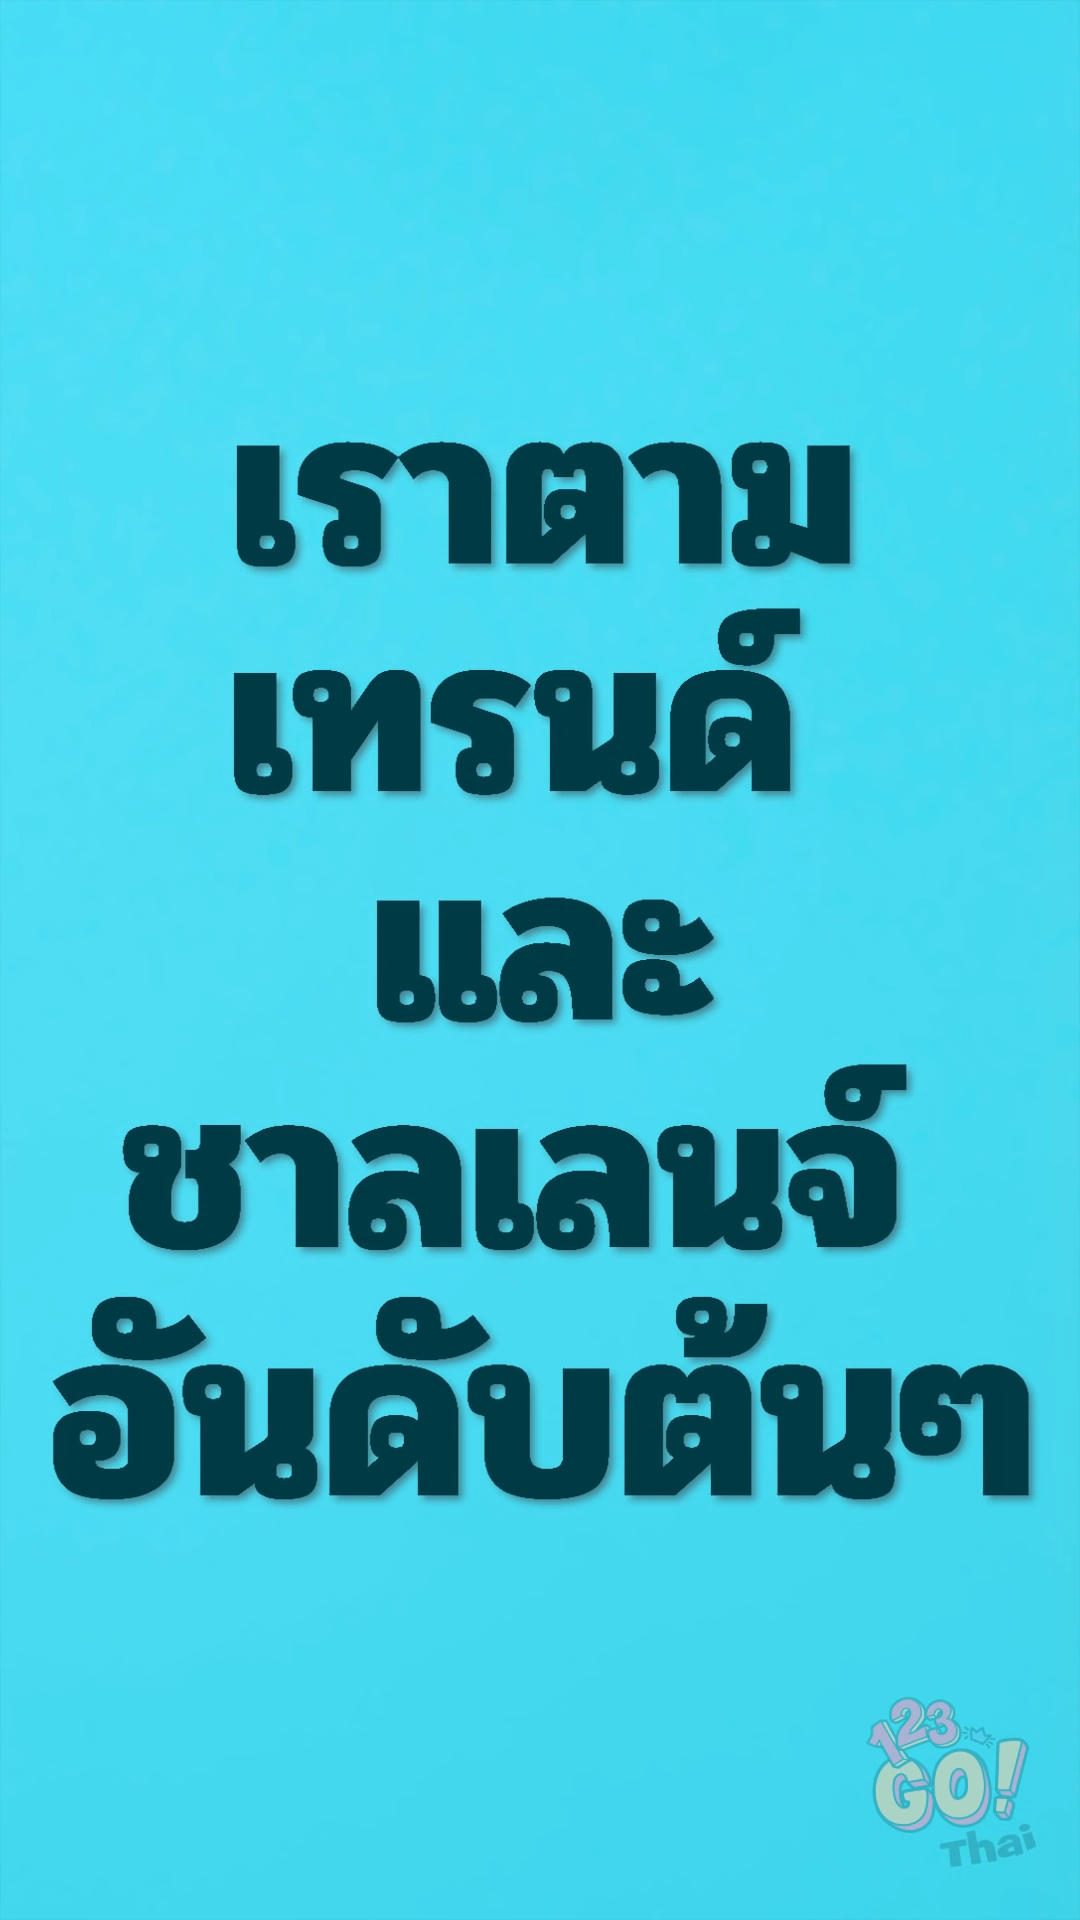 เราตาม
เทรนด์
และ
ชาลเลนจ์
อันดับต้นๆ
123
GO!
Thai